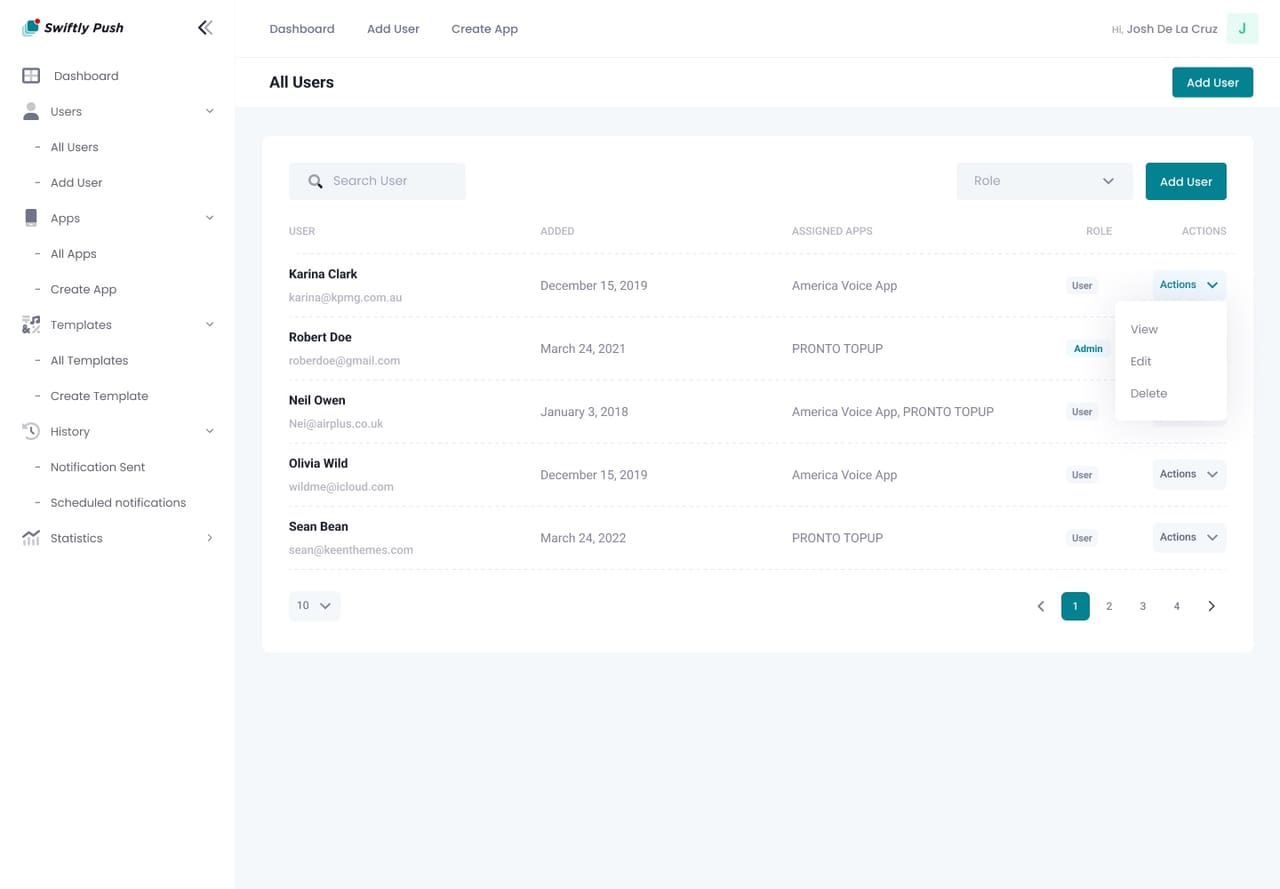 Swiftly Push
Dashboard
Users
- All Users
- Add User
Apps
- All Apps
- Create App
Templates
- All Templates
- Create Template
History
- Notification Sent
- Scheduled notifications
Statistics
Dashboard Add User Create App
Hi, Josh De La Cruz J
All Users
Add User
Search User
Role
Add User
USER ADDED ASSIGNED APPS ROLE ACTIONS
Karina Clark
karina@kpmg.com.au
December 15, 2019 America Voice App User Actions
View
Edit
Delete
Robert Doe
roberdoe@gmail.com
March 24, 2021 PRONTO TOPUP Admin
Neil Owen
Nei@airplus.co.uk
January 3, 2018 America Voice App, PRONTO TOPUP User
Olivia Wild
wildme@icloud.com
December 15, 2019 America Voice App User Actions
Sean Bean
sean@keenthemes.com
March 24, 2022 PRONTO TOPUP User Actions
10
1 2 3 4